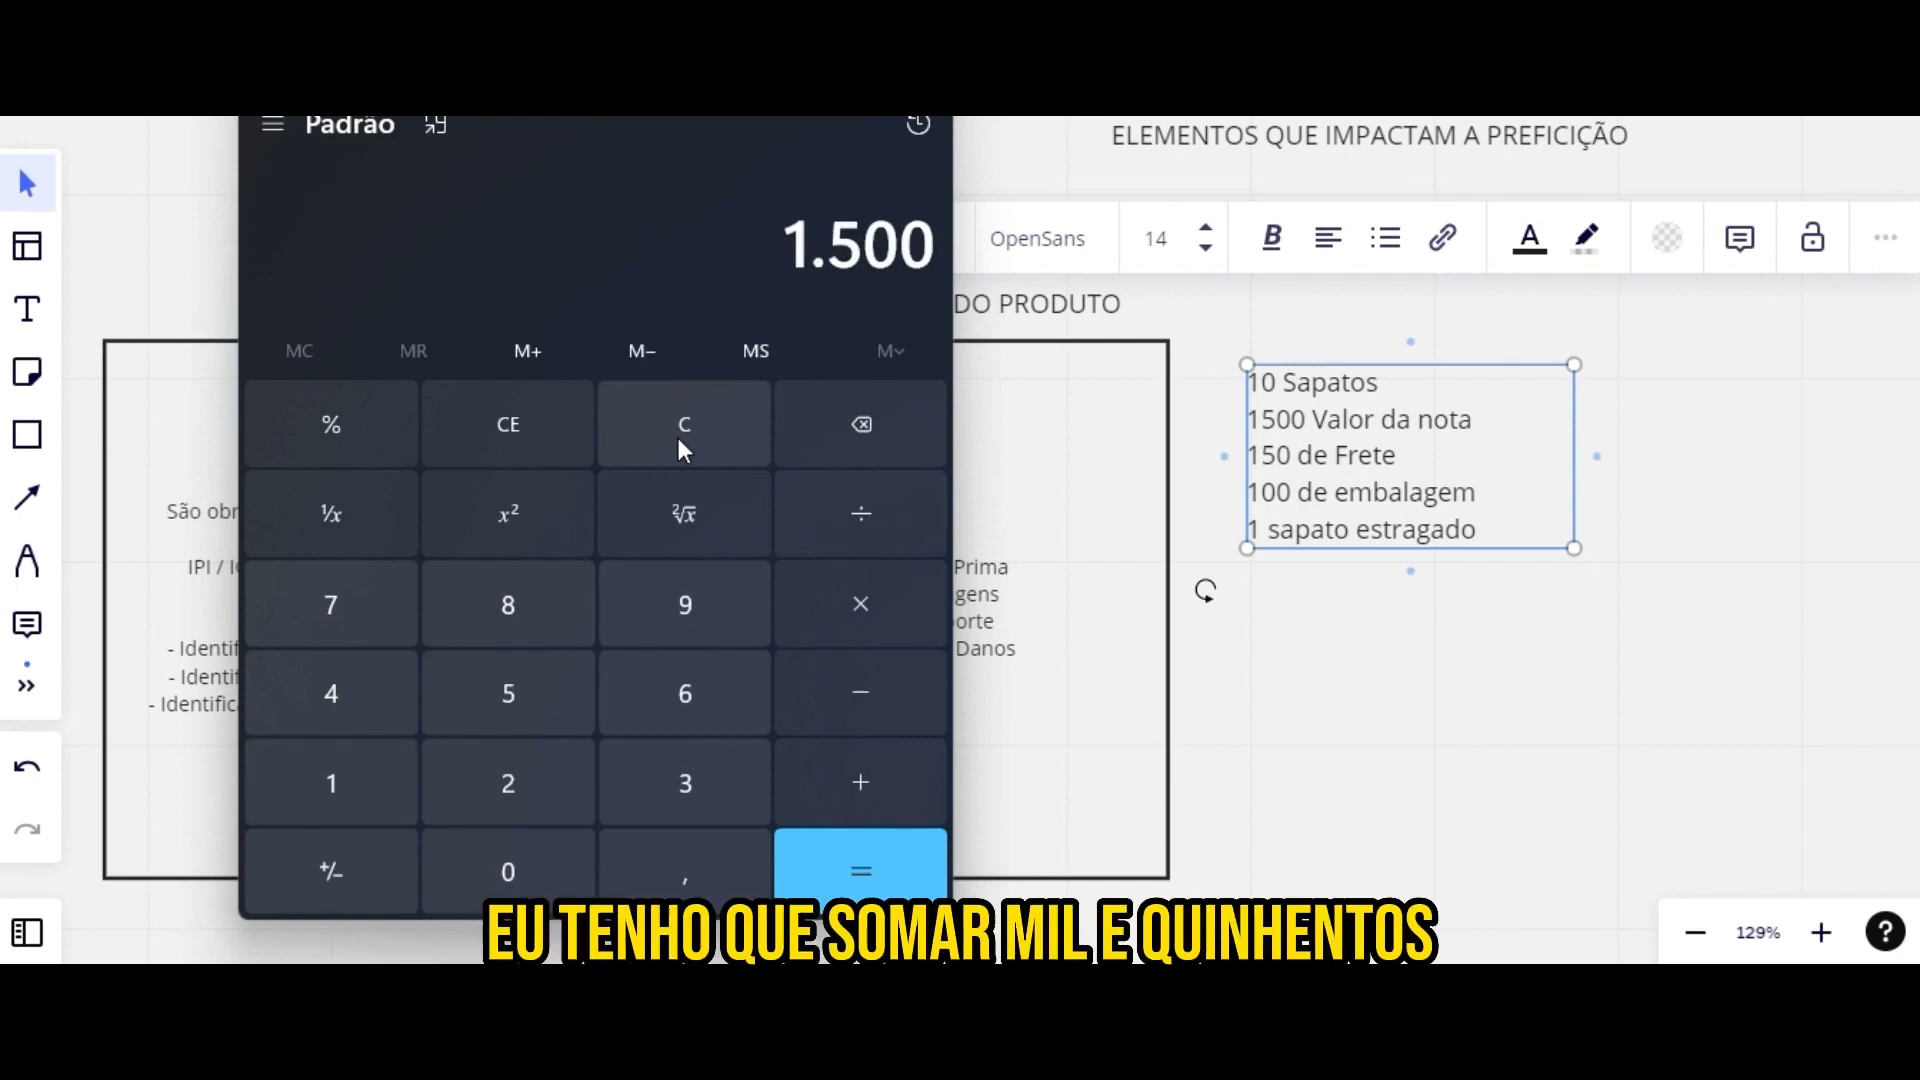 Padrão
ELEMENTOS QUE IMPACTAM A PREFICIÇÃO
1.500
OpenSans
14
B
A
DO PRODUTO
MC MR M+ M− MS M
10 Sapatos
1500 Valor da nota
150 de Frete
100 de embalagem
1 sapato estragado
% CE C
¹/x x² ²√x ÷
7 8 9 ×
4 5 6 −
1 2 3 +
+/− 0 , =
São obr
IPI / I
- Identif
- Identif
- Identific
Prima
gens
orte
Danos
EU TENHO QUE SOMAR MIL E QUINHENTOS
− 129% + ?